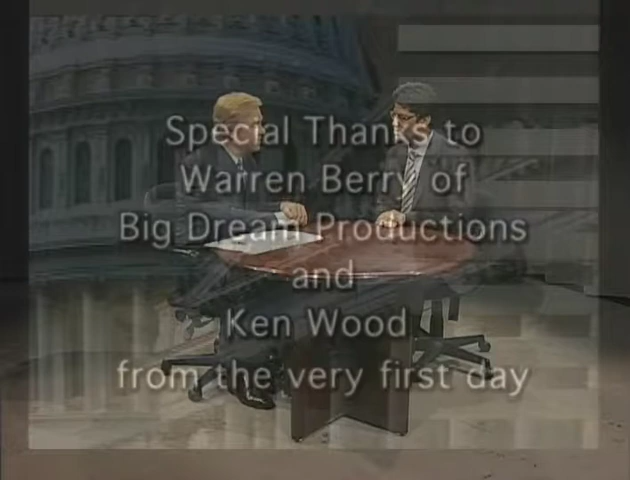 Special Thanks to
Warren Berry of
Big Dream Productions
and
Ken Wood
from the very first day